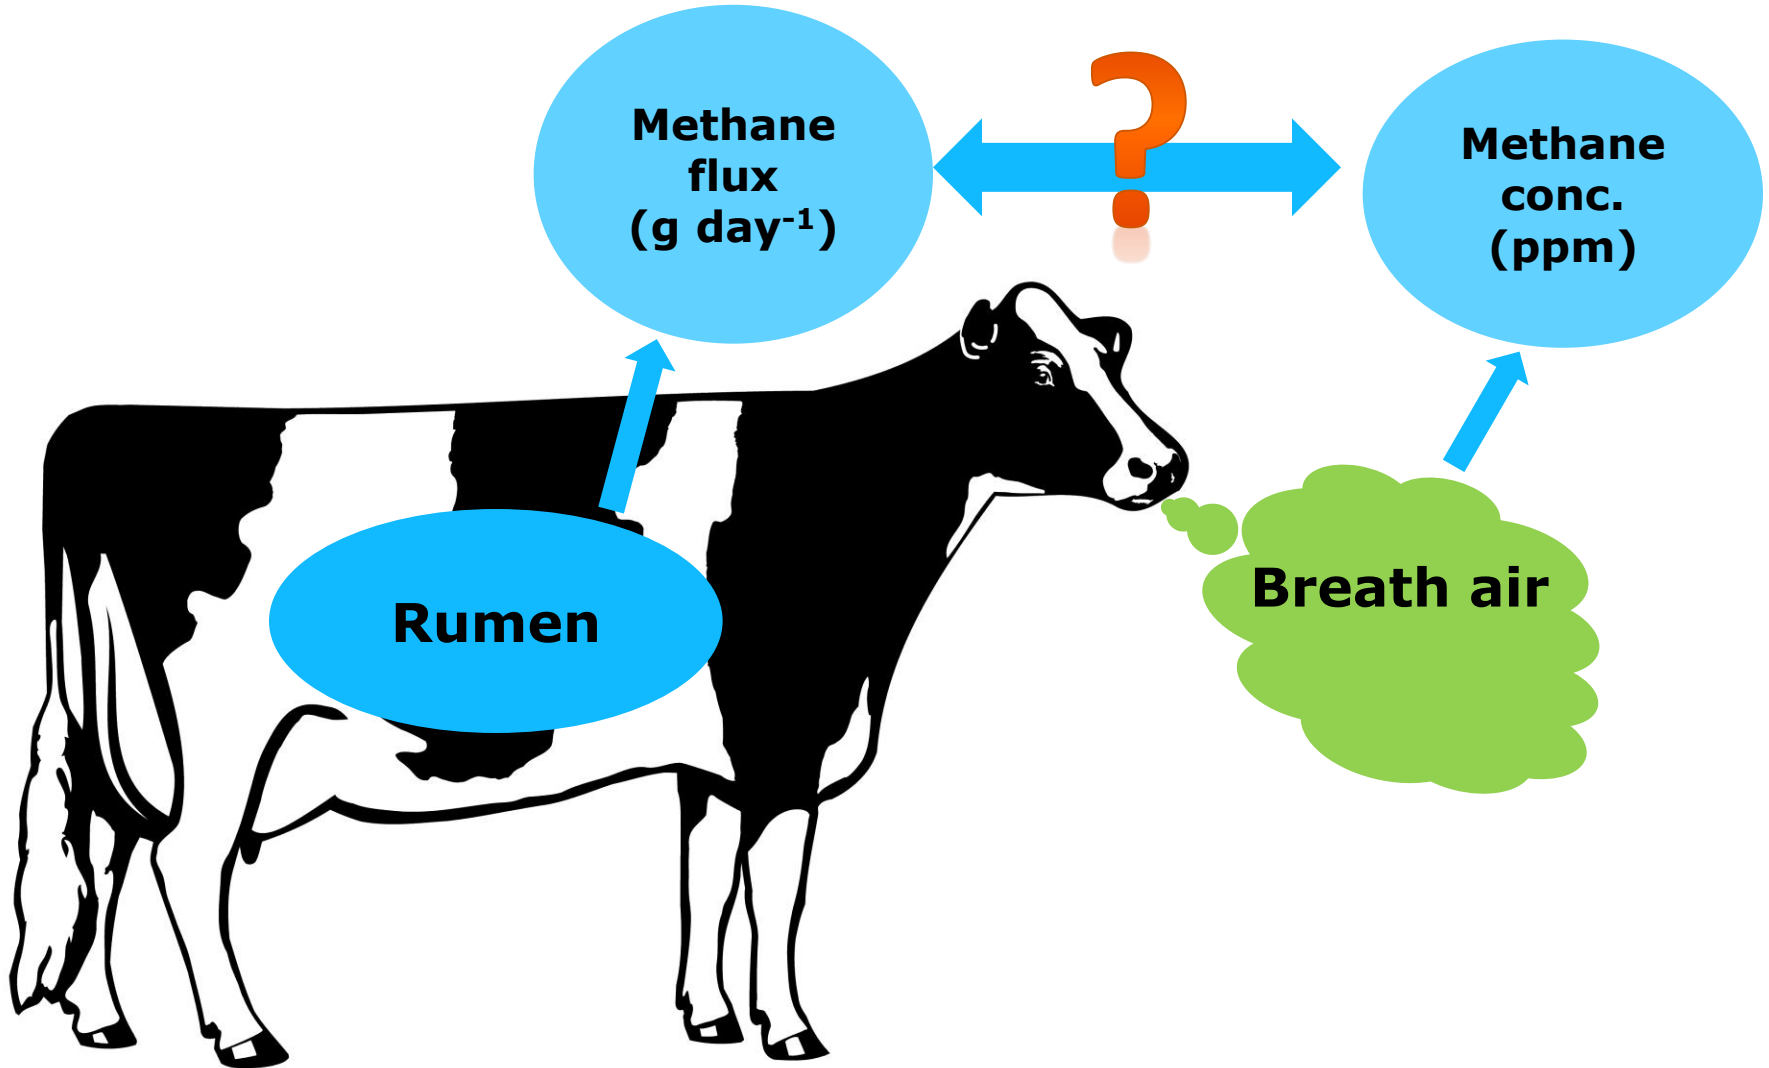 Methane
flux
(g day⁻¹)
?
Methane
conc.
(ppm)
Rumen
Breath air